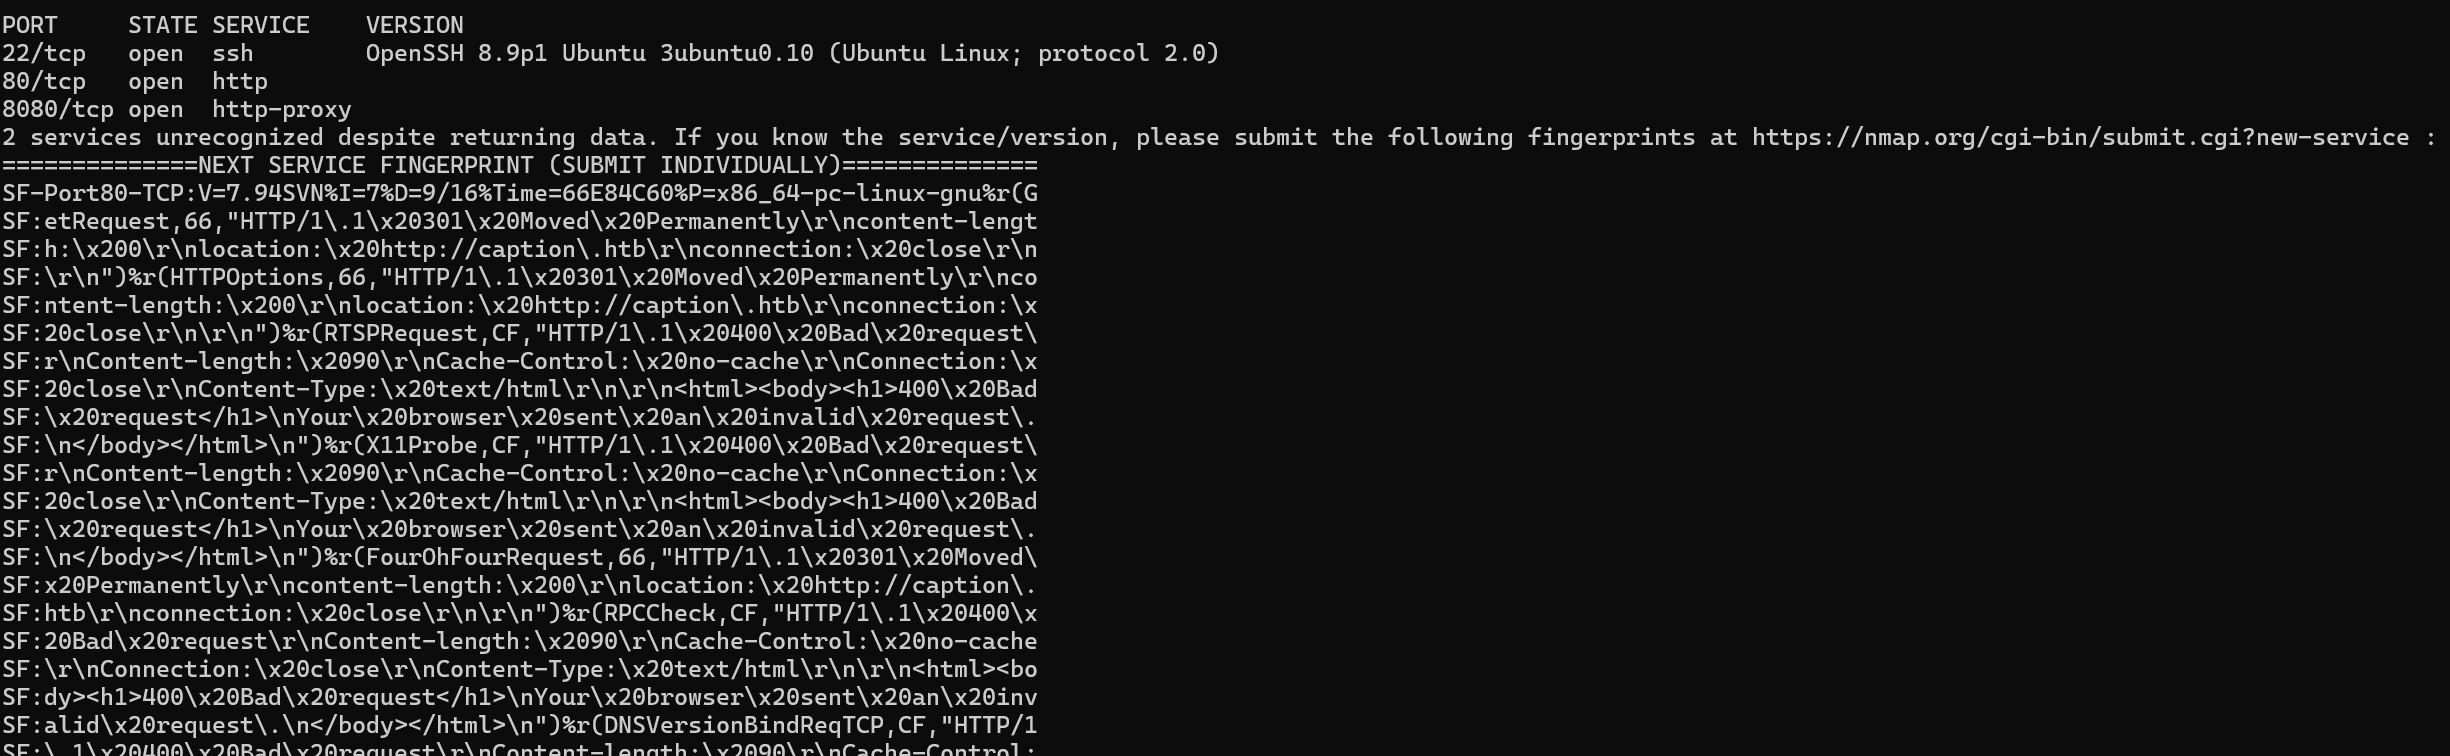 PORT     STATE SERVICE    VERSION
22/tcp   open  ssh        OpenSSH 8.9p1 Ubuntu 3ubuntu0.10 (Ubuntu Linux; protocol 2.0)
80/tcp   open  http
8080/tcp open  http-proxy
2 services unrecognized despite returning data. If you know the service/version, please submit the following fingerprints at https://nmap.org/cgi-bin/submit.cgi?new-service :
==============NEXT SERVICE FINGERPRINT (SUBMIT INDIVIDUALLY)==============
SF-Port80-TCP:V=7.94SVN%I=7%D=9/16%Time=66E84C60%P=x86_64-pc-linux-gnu%r(G
SF:etRequest,66,"HTTP/1\.1\x20301\x20Moved\x20Permanently\r\ncontent-lengt
SF:h:\x200\r\nlocation:\x20http://caption\.htb\r\nconnection:\x20close\r\n
SF:\r\n")%r(HTTPOptions,66,"HTTP/1\.1\x20301\x20Moved\x20Permanently\r\nco
SF:ntent-length:\x200\r\nlocation:\x20http://caption\.htb\r\nconnection:\x
SF:20close\r\n\r\n")%r(RTSPRequest,CF,"HTTP/1\.1\x20400\x20Bad\x20request\
SF:r\nContent-length:\x2090\r\nCache-Control:\x20no-cache\r\nConnection:\x
SF:20close\r\nContent-Type:\x20text/html\r\n\r\n<html><body><h1>400\x20Bad
SF:\x20request</h1>\nYour\x20browser\x20sent\x20an\x20invalid\x20request\.
SF:\n</body></html>\n")%r(X11Probe,CF,"HTTP/1\.1\x20400\x20Bad\x20request\
SF:r\nContent-length:\x2090\r\nCache-Control:\x20no-cache\r\nConnection:\x
SF:20close\r\nContent-Type:\x20text/html\r\n\r\n<html><body><h1>400\x20Bad
SF:\x20request</h1>\nYour\x20browser\x20sent\x20an\x20invalid\x20request\.
SF:\n</body></html>\n")%r(FourOhFourRequest,66,"HTTP/1\.1\x20301\x20Moved\
SF:x20Permanently\r\ncontent-length:\x200\r\nlocation:\x20http://caption\.
SF:htb\r\nconnection:\x20close\r\n\r\n")%r(RPCCheck,CF,"HTTP/1\.1\x20400\x
SF:20Bad\x20request\r\nContent-length:\x2090\r\nCache-Control:\x20no-cache
SF:\r\nConnection:\x20close\r\nContent-Type:\x20text/html\r\n\r\n<html><bo
SF:dy><h1>400\x20Bad\x20request</h1>\nYour\x20browser\x20sent\x20an\x20inv
SF:alid\x20request\.\n</body></html>\n")%r(DNSVersionBindReqTCP,CF,"HTTP/1
SF:\.1\x20400\x20Bad\x20request\r\nContent-length:\x2090\r\nCache-Control: